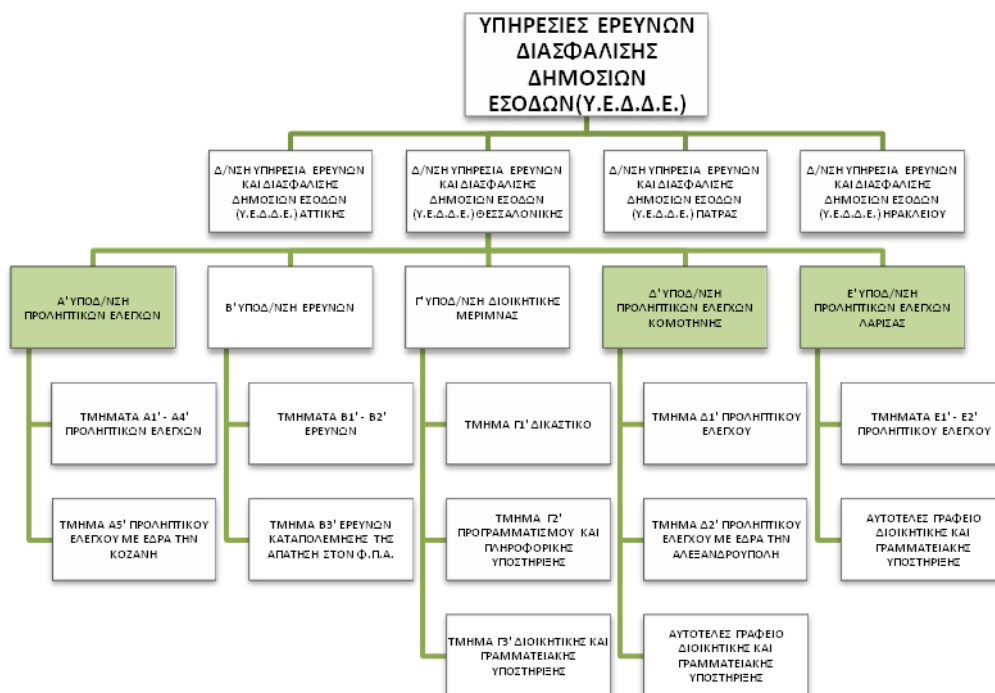 ΥΠΗΡΕΣΙΕΣ ΕΡΕΥΝΩΝ
ΔΙΑΣΦΑΛΙΣΗΣ
ΔΗΜΟΣΙΩΝ
ΕΣΟΔΩΝ(Υ.Ε.Δ.Δ.Ε.)
Δ/ΝΣΗ ΥΠΗΡΕΣΙΑ ΕΡΕΥΝΩΝ
ΚΑΙ ΔΙΑΣΦΑΛΙΣΗΣ
ΔΗΜΟΣΙΩΝ ΕΣΟΔΩΝ
(Υ.Ε.Δ.Δ.Ε.) ΑΤΤΙΚΗΣ
Δ/ΝΣΗ ΥΠΗΡΕΣΙΑ ΕΡΕΥΝΩΝ
ΚΑΙ ΔΙΑΣΦΑΛΙΣΗΣ
ΔΗΜΟΣΙΩΝ ΕΣΟΔΩΝ
(Υ.Ε.Δ.Δ.Ε.) ΘΕΣΣΑΛΟΝΙΚΗΣ
Δ/ΝΣΗ ΥΠΗΡΕΣΙΑ ΕΡΕΥΝΩΝ
ΚΑΙ ΔΙΑΣΦΑΛΙΣΗΣ
ΔΗΜΟΣΙΩΝ ΕΣΟΔΩΝ
(Υ.Ε.Δ.Δ.Ε.) ΠΑΤΡΑΣ
Δ/ΝΣΗ ΥΠΗΡΕΣΙΑ ΕΡΕΥΝΩΝ
ΚΑΙ ΔΙΑΣΦΑΛΙΣΗΣ
ΔΗΜΟΣΙΩΝ ΕΣΟΔΩΝ
(Υ.Ε.Δ.Δ.Ε.) ΗΡΑΚΛΕΙΟΥ
Α' ΥΠΟΔ/ΝΣΗ
ΠΡΟΛΗΠΤΙΚΩΝ ΕΛΕΓΧΩΝ
Β' ΥΠΟΔ/ΝΣΗ ΕΡΕΥΝΩΝ
Γ' ΥΠΟΔ/ΝΣΗ ΔΙΟΙΚΗΤΙΚΗΣ
ΜΕΡΙΜΝΑΣ
Δ' ΥΠΟΔ/ΝΣΗ
ΠΡΟΛΗΠΤΙΚΩΝ ΕΛΕΓΧΩΝ
ΚΟΜΟΤΗΝΗΣ
Ε' ΥΠΟΔ/ΝΣΗ
ΠΡΟΛΗΠΤΙΚΩΝ ΕΛΕΓΧΩΝ
ΛΑΡΙΣΑΣ
ΤΜΗΜΑΤΑ Α1' - Α4'
ΠΡΟΛΗΠΤΙΚΩΝ ΕΛΕΓΧΩΝ
ΤΜΗΜΑΤΑ Β1' - Β2'
ΕΡΕΥΝΩΝ
ΤΜΗΜΑ Γ1' ΔΙΚΑΣΤΙΚΟ
ΤΜΗΜΑ Δ1' ΠΡΟΛΗΠΤΙΚΟΥ
ΕΛΕΓΧΟΥ
ΤΜΗΜΑΤΑ Ε1' - Ε2'
ΠΡΟΛΗΠΤΙΚΟΥ ΕΛΕΓΧΟΥ
ΤΜΗΜΑ Α5' ΠΡΟΛΗΠΤΙΚΟΥ
ΕΛΕΓΧΟΥ ΜΕ ΕΔΡΑ ΤΗΝ
ΚΟΖΑΝΗ
ΤΜΗΜΑ Β3' ΕΡΕΥΝΩΝ
ΚΑΤΑΠΟΛΕΜΗΣΗΣ ΤΗΣ
ΑΠΑΤΗΣΗ ΣΤΟΝ Φ.Π.Α.
ΤΜΗΜΑ Γ2'
ΠΡΟΓΡΑΜΜΑΤΙΣΜΟΥ ΚΑΙ
ΠΛΗΡΟΦΟΡΙΚΗΣ
ΥΠΟΣΤΗΡΙΞΗΣ
ΤΜΗΜΑ Δ2' ΠΡΟΛΗΠΤΙΚΟΥ
ΕΛΕΓΧΟΥ ΜΕ ΕΔΡΑ ΤΗΝ
ΑΛΕΞΑΝΔΡΟΥΠΟΛΗ
ΑΥΤΟΤΕΛΕΣ ΓΡΑΦΕΙΟ
ΔΙΟΙΚΗΤΙΚΗΣ ΚΑΙ
ΓΡΑΜΜΑΤΕΙΑΚΗΣ
ΥΠΟΣΤΗΡΙΞΗΣ
ΤΜΗΜΑ Γ3' ΔΙΟΙΚΗΤΙΚΗΣ ΚΑΙ
ΓΡΑΜΜΑΤΕΙΑΚΗΣ
ΥΠΟΣΤΗΡΙΞΗΣ
ΑΥΤΟΤΕΛΕΣ ΓΡΑΦΕΙΟ
ΔΙΟΙΚΗΤΙΚΗΣ ΚΑΙ
ΓΡΑΜΜΑΤΕΙΑΚΗΣ
ΥΠΟΣΤΗΡΙΞΗΣ